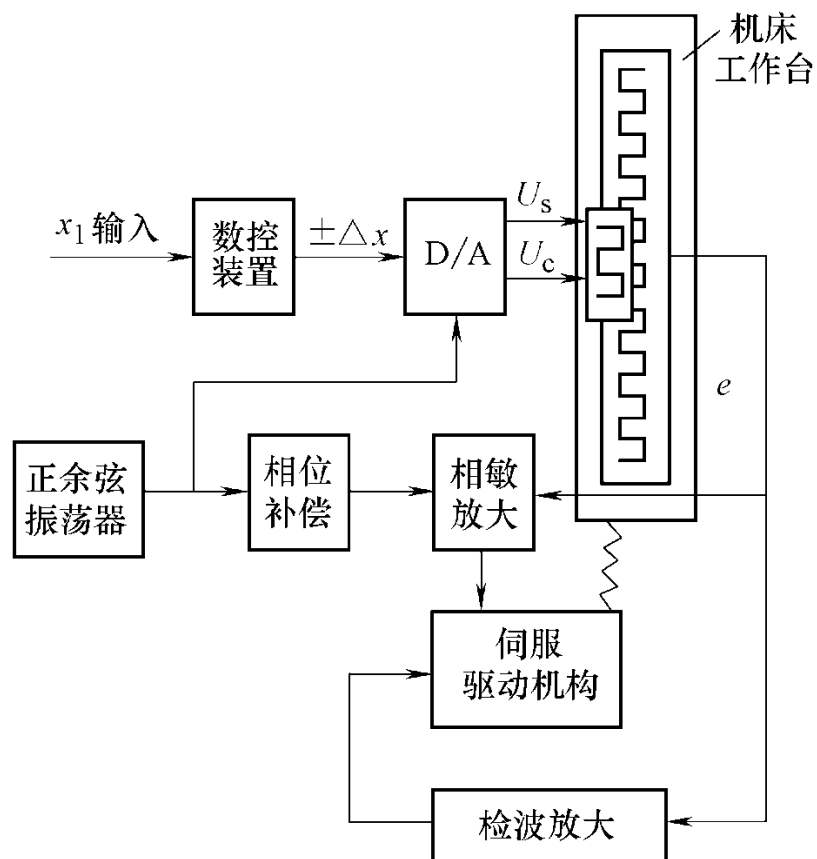 机床
工作台
x₁ 输入
数控
装置
±△x
D/A
Uₛ
U_c
e
正余弦
振荡器
相位
补偿
相敏
放大
伺服
驱动机构
检波放大